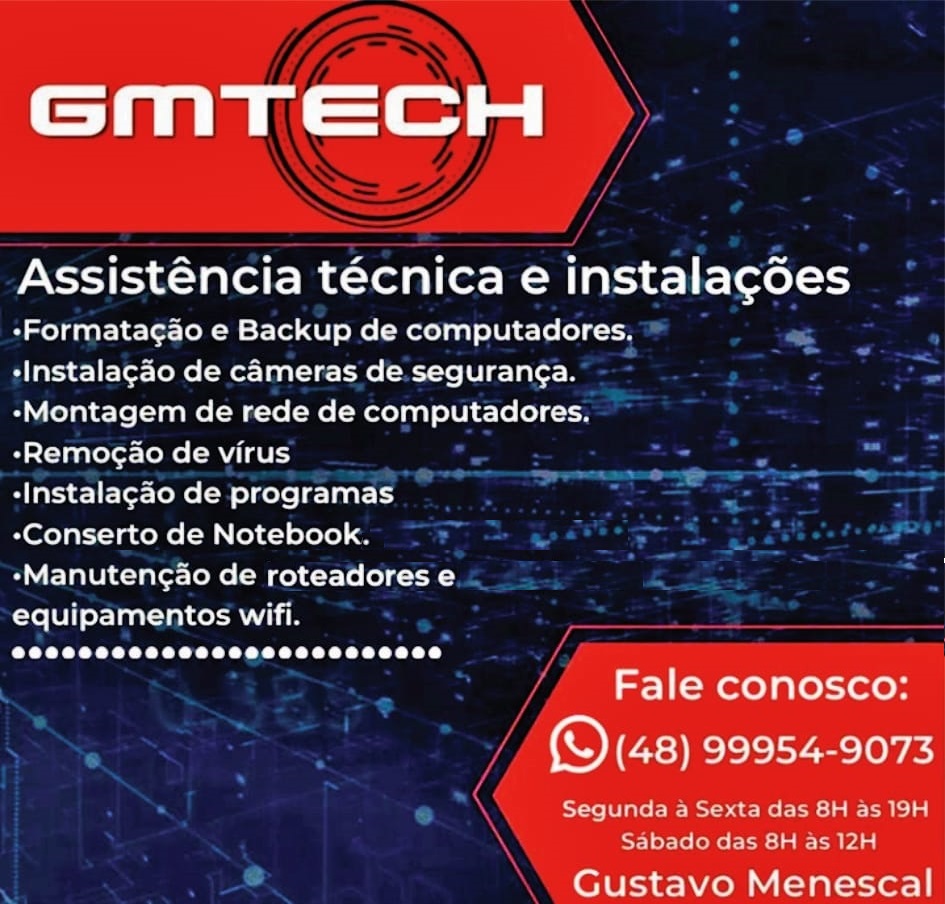 GMTECH
Assistência técnica e instalações
•Formatação e Backup de computadores.
•Instalação de câmeras de segurança.
•Montagem de rede de computadores.
•Remoção de vírus
•Instalação de programas
•Conserto de Notebook.
•Manutenção de roteadores e
equipamentos wifi.
Fale conosco:
(48) 99954-9073
Segunda à Sexta das 8H às 19H
Sábado das 8H às 12H
Gustavo Menescal